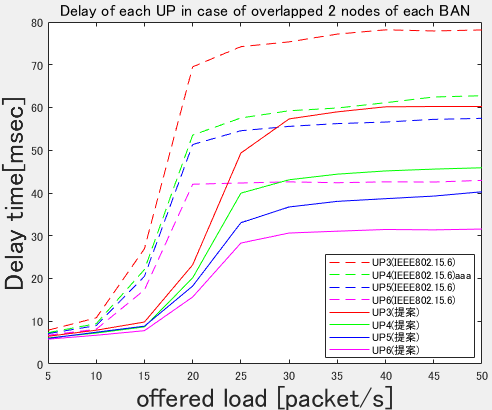 Delay of each UP in case of overlapped 2 nodes of each BAN
Delay time[msec]
80
70
60
50
40
30
20
10
0
UP3(IEEE802.15.6)
UP4(IEEE802.15.6)aaa
UP5(IEEE802.15.6)
UP6(IEEE802.15.6)
UP3(提案)
UP4(提案)
UP5(提案)
UP6(提案)
5 10 15 20 25 30 35 40 45 50
offered load [packet/s]